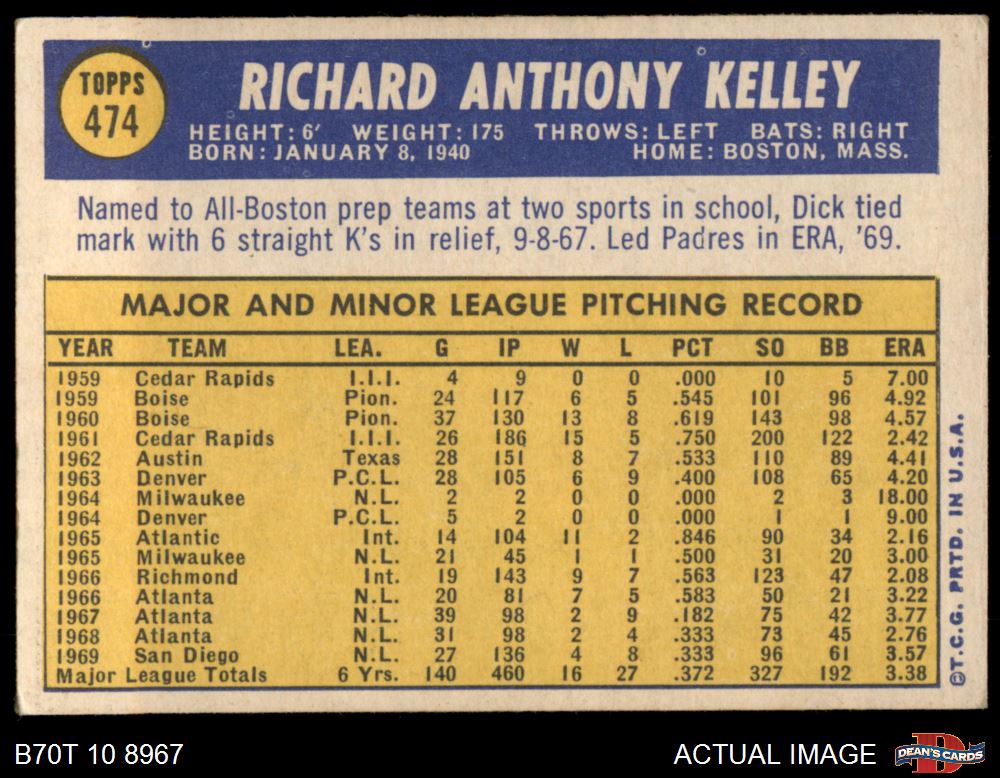 TOPPS
474
RICHARD ANTHONY KELLEY
HEIGHT: 6' WEIGHT: 175 THROWS: LEFT BATS: RIGHT
BORN: JANUARY 8, 1940 HOME: BOSTON, MASS.
Named to All-Boston prep teams at two sports in school, Dick tied
mark with 6 straight K's in relief, 9-8-67. Led Padres in ERA, '69.
MAJOR AND MINOR LEAGUE PITCHING RECORD
YEAR TEAM LEA. G IP W L PCT SO BB ERA
1959 Cedar Rapids I.I.I. 4 9 0 0 .000 10 5 7.00
1959 Boise Pion. 24 117 6 5 .545 101 96 4.92
1960 Boise Pion. 37 130 13 8 .619 143 98 4.57
1961 Cedar Rapids I.I.I. 26 186 15 5 .750 200 122 2.42
1962 Austin Texas 28 151 8 7 .533 110 89 4.41
1963 Denver P.C.L. 28 105 6 9 .400 108 65 4.20
1964 Milwaukee N.L. 2 2 0 0 .000 2 3 18.00
1964 Denver P.C.L. 5 2 0 0 .000 1 1 9.00
1965 Atlantic Int. 14 104 11 2 .846 90 34 2.16
1965 Milwaukee N.L. 21 45 1 1 .500 31 20 3.00
1966 Richmond Int. 19 143 9 7 .563 123 47 2.08
1966 Atlanta N.L. 20 81 7 5 .583 50 21 3.22
1967 Atlanta N.L. 39 98 2 9 .182 75 42 3.77
1968 Atlanta N.L. 31 98 2 4 .333 73 45 2.76
1969 San Diego N.L. 27 136 4 8 .333 96 61 3.57
Major League Totals 6 Yrs. 140 460 16 27 .372 327 192 3.38
©T.C.G. PRTD. IN U.S.A.
B70T 10 8967 ACTUAL IMAGE
DEAN'S CARDS